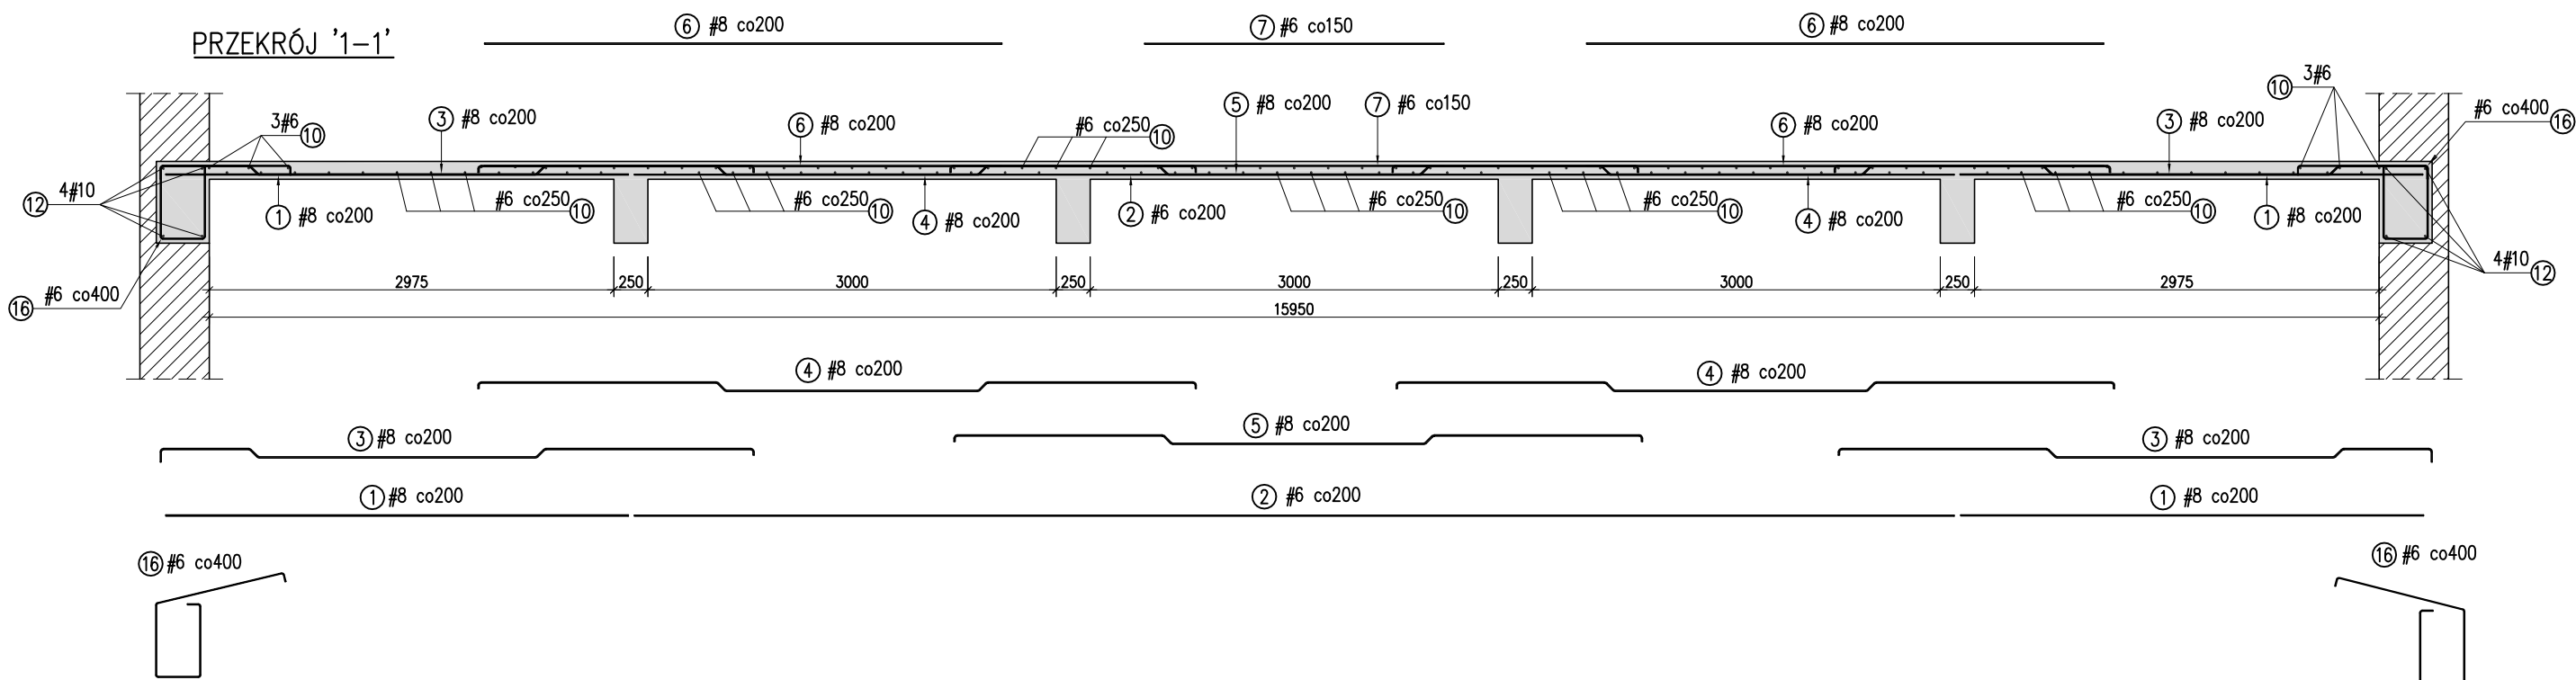 ⑥ #8 co200
⑦ #6 co150
⑥ #8 co200
PRZEKRÓJ '1-1'
3#6 ⑩
③ #8 co200
⑥ #8 co200
#6 co250 ⑩
⑤ #8 co200
⑦ #6 co150
⑥ #8 co200
③ #8 co200
⑩ 3#6
#6 co400 ⑯
⑫ 4#10
① #8 co200
#6 co250 ⑩
#6 co250 ⑩
④ #8 co200
② #6 co200
#6 co250 ⑩
#6 co250 ⑩
④ #8 co200
#6 co250 ⑩
① #8 co200
4#10 ⑫
⑯ #6 co400
2975 250 3000 250 3000 250 3000 250 2975
15950
④ #8 co200
④ #8 co200
③ #8 co200
⑤ #8 co200
③ #8 co200
① #8 co200
② #6 co200
① #8 co200
⑯ #6 co400
⑯ #6 co400